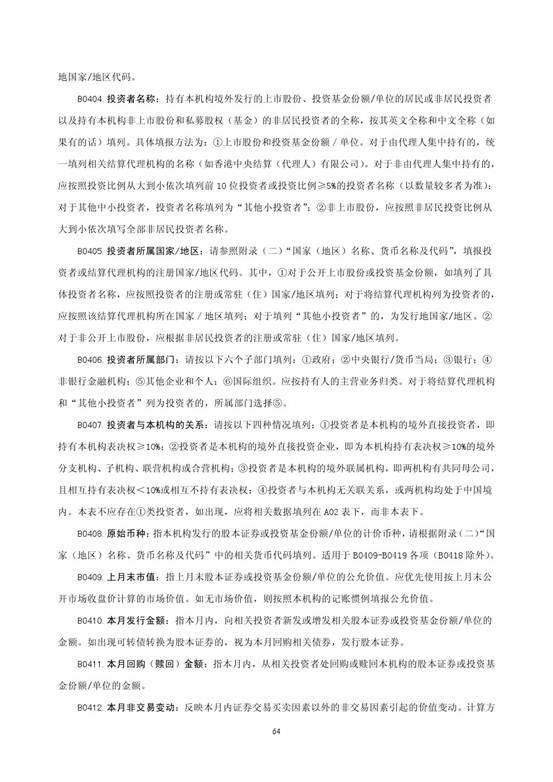 地国家/地区代码。
B0404.投资者名称：持有本机构境外发行的上市股份、投资基金份额/单位的居民或非居民投资者
以及持有本机构非上市股份和私募股权（基金）的非居民投资者的全称，按其英文全称和中文全称（如
果有的话）填列。具体填报方法为：①上市股份和投资基金份额／单位。对于由代理人集中持有的，统
一填列相关结算代理机构的名称（如香港中央结算（代理人）有限公司）。对于非由代理人集中持有的，
应按照投资比例从大到小依次填列前 10 位投资者或投资比例≥5%的投资者名称（以数量较多者为准）；
对于其他中小投资者，投资者名称填列为“其他小投资者”；②非上市股份，应按照非居民投资比例从
大到小依次填写全部非居民投资者名称。
B0405.投资者所属国家/地区：请参照附录（二）“国家（地区）名称、货币名称及代码”，填报投
资者或结算代理机构的注册国家/地区代码。其中，①对于公开上市股份或投资基金份额，如填列了具
体投资者名称，应按照投资者的注册或常驻（住）国家/地区填列；对于将结算代理机构列为投资者的，
应按照该结算代理机构所在国家／地区填列；对于填列“其他小投资者”的，为发行地国家/地区。②
对于非公开上市股份，应根据非居民投资者的注册或常驻（住）国家/地区填列。
B0406.投资者所属部门：请按以下六个子部门填列：①政府；②中央银行/货币当局；③银行；④
非银行金融机构；⑤其他企业和个人；⑥国际组织。应按持有人的主营业务归类。对于将结算代理机构
和“其他小投资者”列为投资者的，所属部门选择⑤。
B0407.投资者与本机构的关系：请按以下四种情况填列：①投资者是本机构的境外直接投资者，即
持有本机构表决权≥10%；②投资者是本机构的境外直接投资企业，即为本机构持有表决权≥10%的境外
分支机构、子机构、联营机构或合营机构；③投资者是本机构的境外联属机构，即两机构有共同母公司，
且相互持有表决权＜10%或相互不持有表决权；④投资者与本机构无关联关系，或两机构均处于中国境
内。本表不应存在①类投资者，如出现，应将相关数据填列在 A02 表下，而非本表下。
B0408.原始币种：指本机构发行的股本证券或投资基金份额/单位的计价币种，请根据附录（二）“国
家（地区）名称、货币名称及代码”中的相关货币代码填列。适用于 B0409-B0419 各项（B0418 除外）。
B0409.上月末市值：指上月末股本证券或投资基金份额/单位的公允价值。应优先使用按上月末公
开市场收盘价计算的市场价值。如无市场价值，则按照本机构的记账惯例填报公允价值。
B0410.本月发行金额：指本月内，向相关投资者新发或增发相关股本证券或投资基金份额/单位的
金额。如出现可转债转换为股本证券的，视为本月回购相关债券，发行股本证券。
B0411.本月回购（赎回）金额：指本月内，从相关投资者处回购或赎回本机构的股本证券或投资基
金份额/单位的金额。
B0412.本月非交易变动：反映本月内证券交易买卖因素以外的非交易因素引起的价值变动。计算方
64